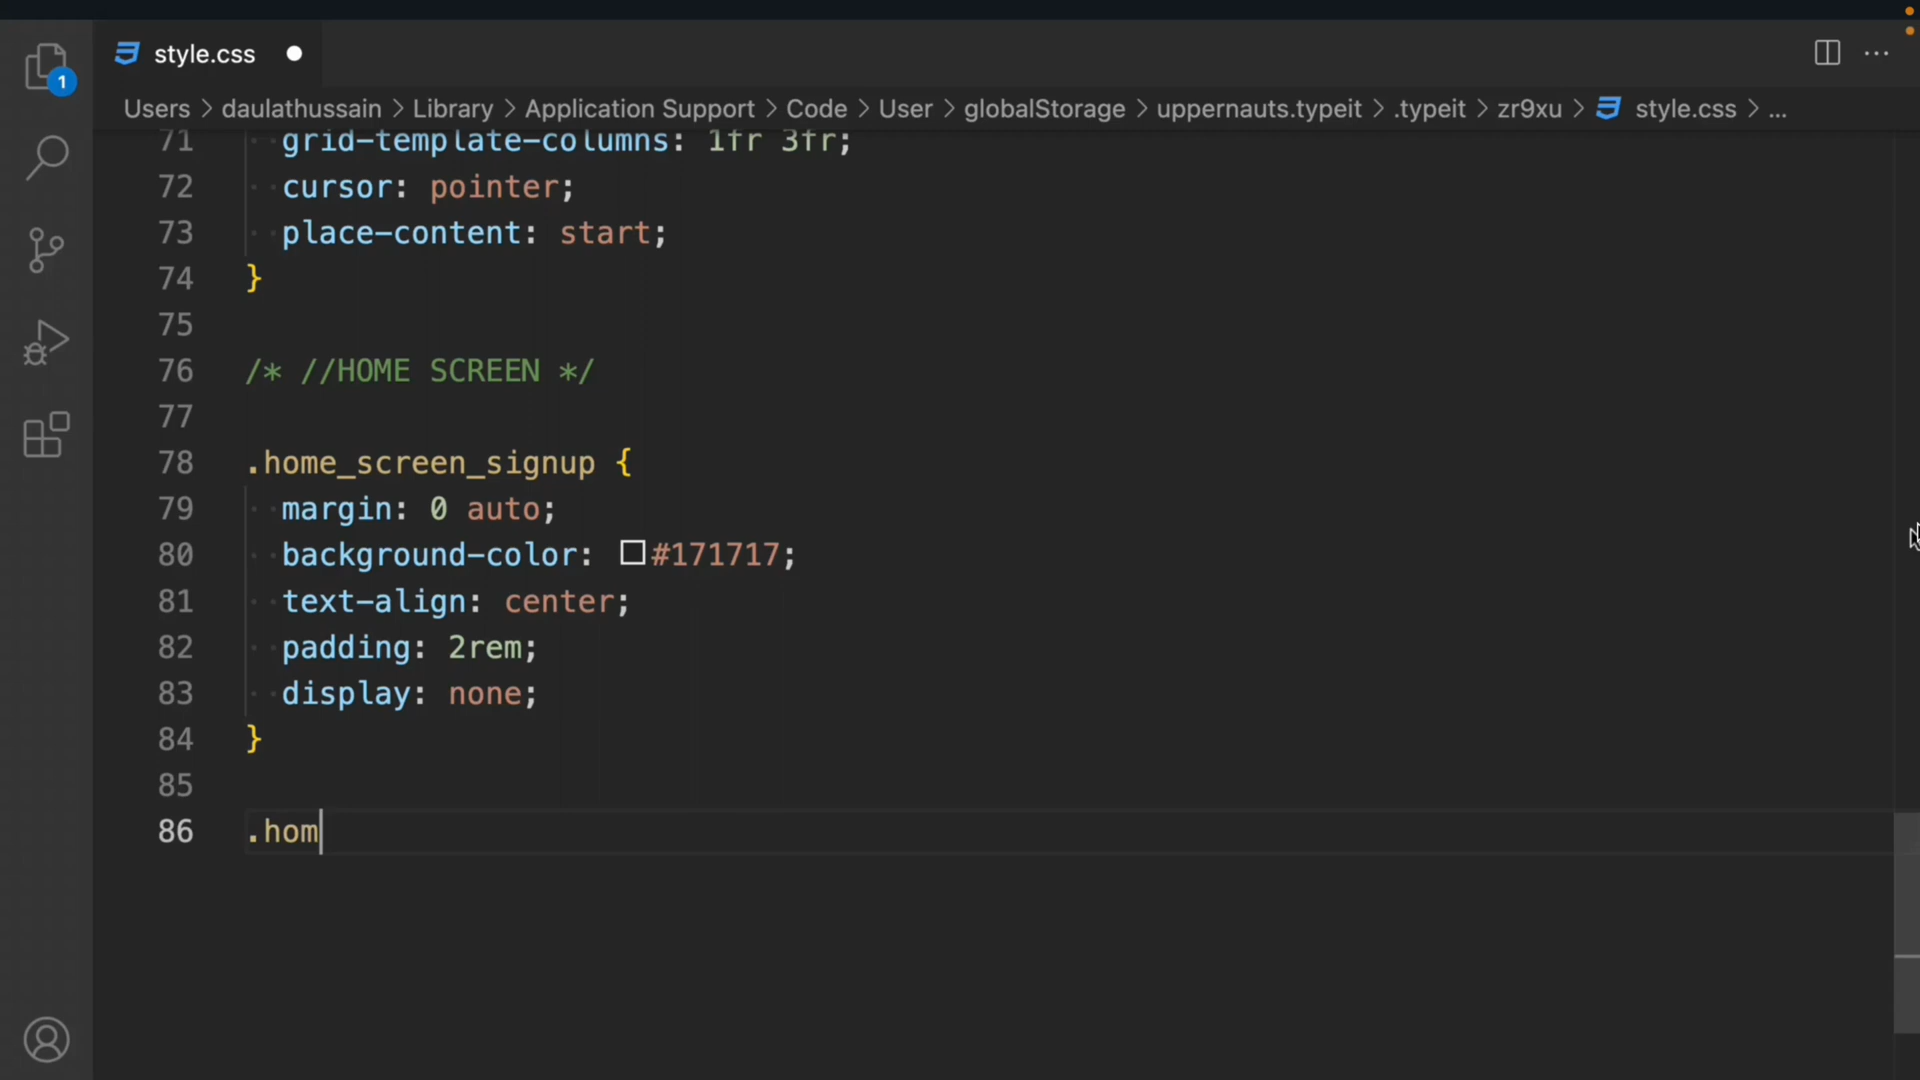 style.css
1
Users > daulathussain > Library > Application Support > Code > User > globalStorage > uppernauts.typeit > .typeit > zr9xu > style.css > ...
71 grid-template-columns: 1fr 3fr;
72 cursor: pointer;
73 place-content: start;
74 }
75
76 /* //HOME SCREEN */
77
78 .home_screen_signup {
79 margin: 0 auto;
80 background-color: #171717;
81 text-align: center;
82 padding: 2rem;
83 display: none;
84 }
85
86 .hom